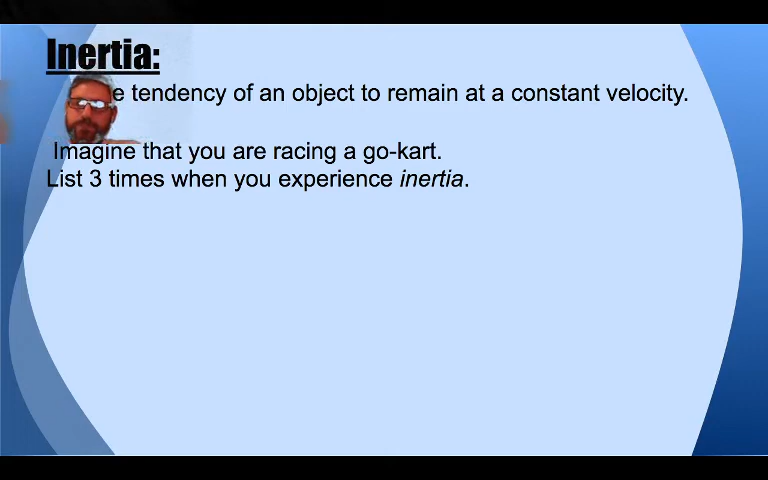 Inertia:
e tendency of an object to remain at a constant velocity.
Imagine that you are racing a go-kart.
List 3 times when you experience inertia.